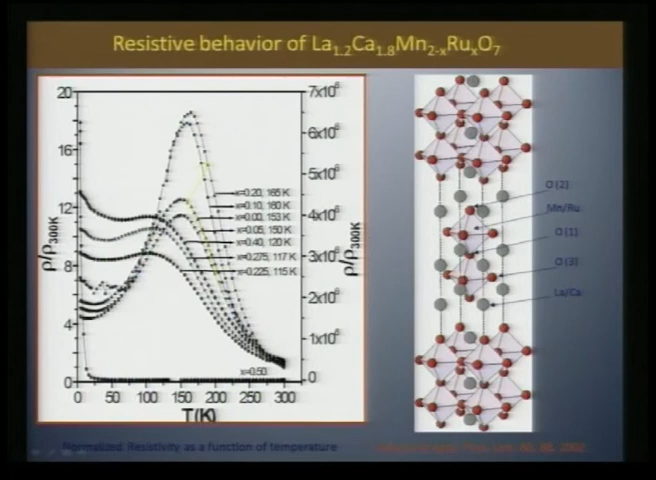 Resistive behavior of La1.2Ca1.8Mn2-xRuxO7
20
16
12
8
4
0
ρ/ρ300K
7x10
6x10
5x10
4x10
3x10
2x10
1x10
0
ρ/ρ300K
x=0.20, 165 K
x=0.10, 160 K
x=0.00, 153 K
x=0.05, 150 K
x=0.40, 120 K
x=0.275, 117 K
x=0.225, 115 K
x=0.50
0 50 100 150 200 250 300
T(K)
O (2)
Mn/Ru
O (1)
O (3)
La/Ca
Normalized Resistivity as a function of temperature